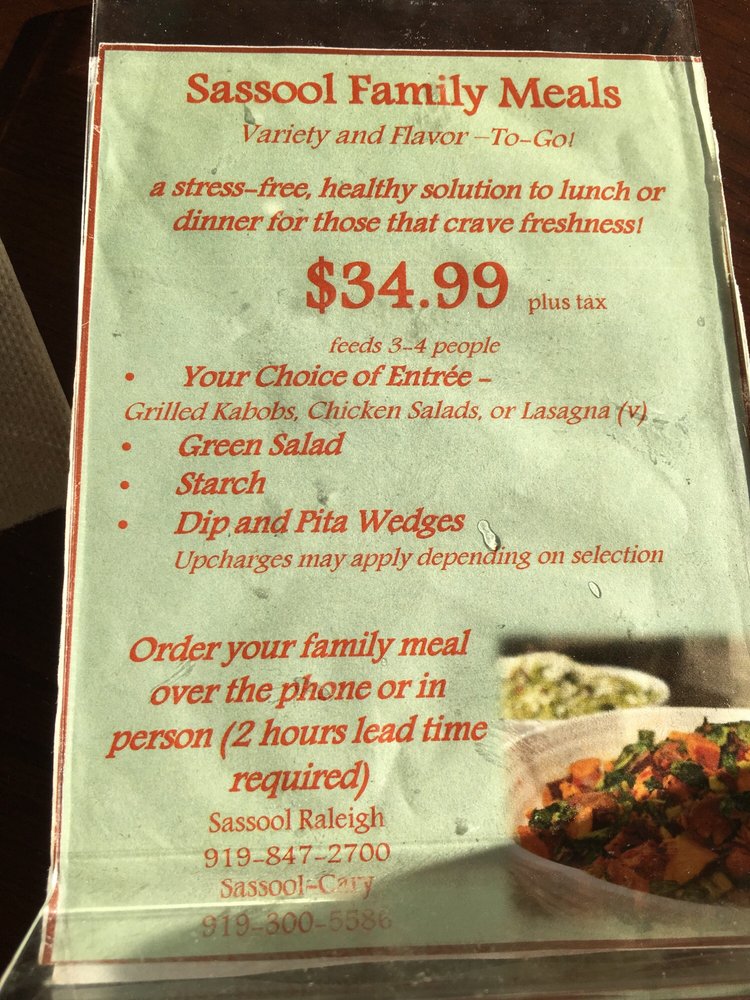 Sassool Family Meals
Variety and Flavor –To-Go!
a stress-free, healthy solution to lunch or
dinner for those that crave freshness!
$34.99 plus tax
feeds 3-4 people
• Your Choice of Entrée –
Grilled Kabobs, Chicken Salads, or Lasagna (v)
• Green Salad
• Starch
• Dip and Pita Wedges
Upcharges may apply depending on selection
Order your family meal
over the phone or in
person (2 hours lead time
required)
Sassool Raleigh
919-847-2700
Sassool-Cary
919-300-5586